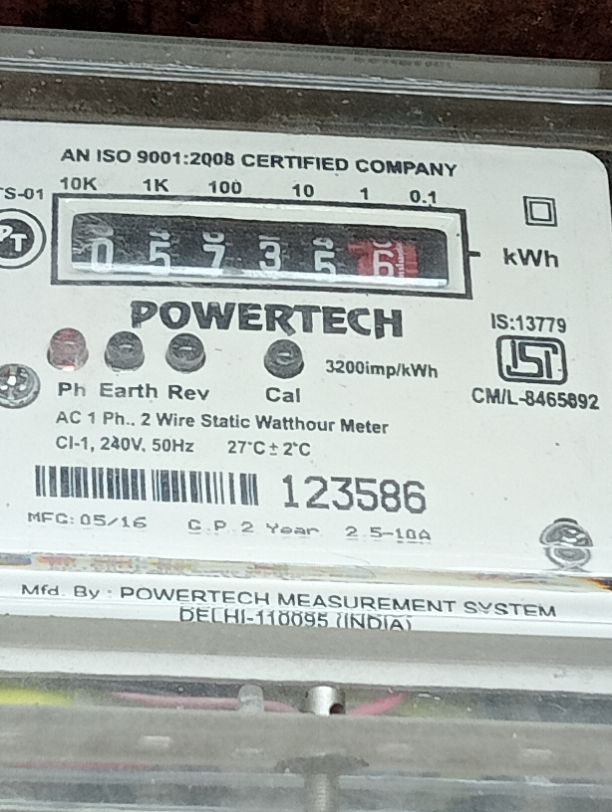 AN ISO 9001:2008 CERTIFIED COMPANY
TS-01 10K 1K 100 10 1 0.1
PT
0 5 7 3 5 6 kWh
POWERTECH
IS:13779
ISI
Ph Earth Rev Cal 3200imp/kWh
CM/L-8465892
AC 1 Ph.. 2 Wire Static Watthour Meter
Cl-1, 240V, 50Hz 27°C ± 2°C
123586
MFG: 05/16 G.P. 2 Year 2.5-10A
Mfd. By : POWERTECH MEASUREMENT SYSTEM
DELHI-110095 (INDIA)